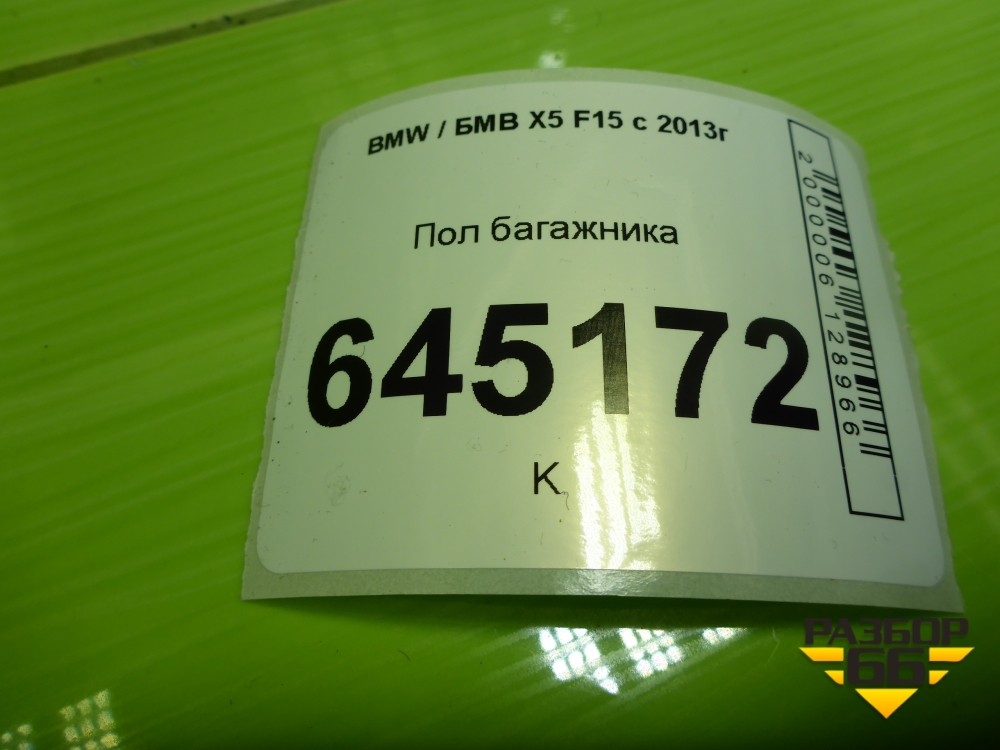 BMW / БМВ X5 F15 с 2013г
Пол багажника
645172
К
2000006128966
РАЗБОР
66